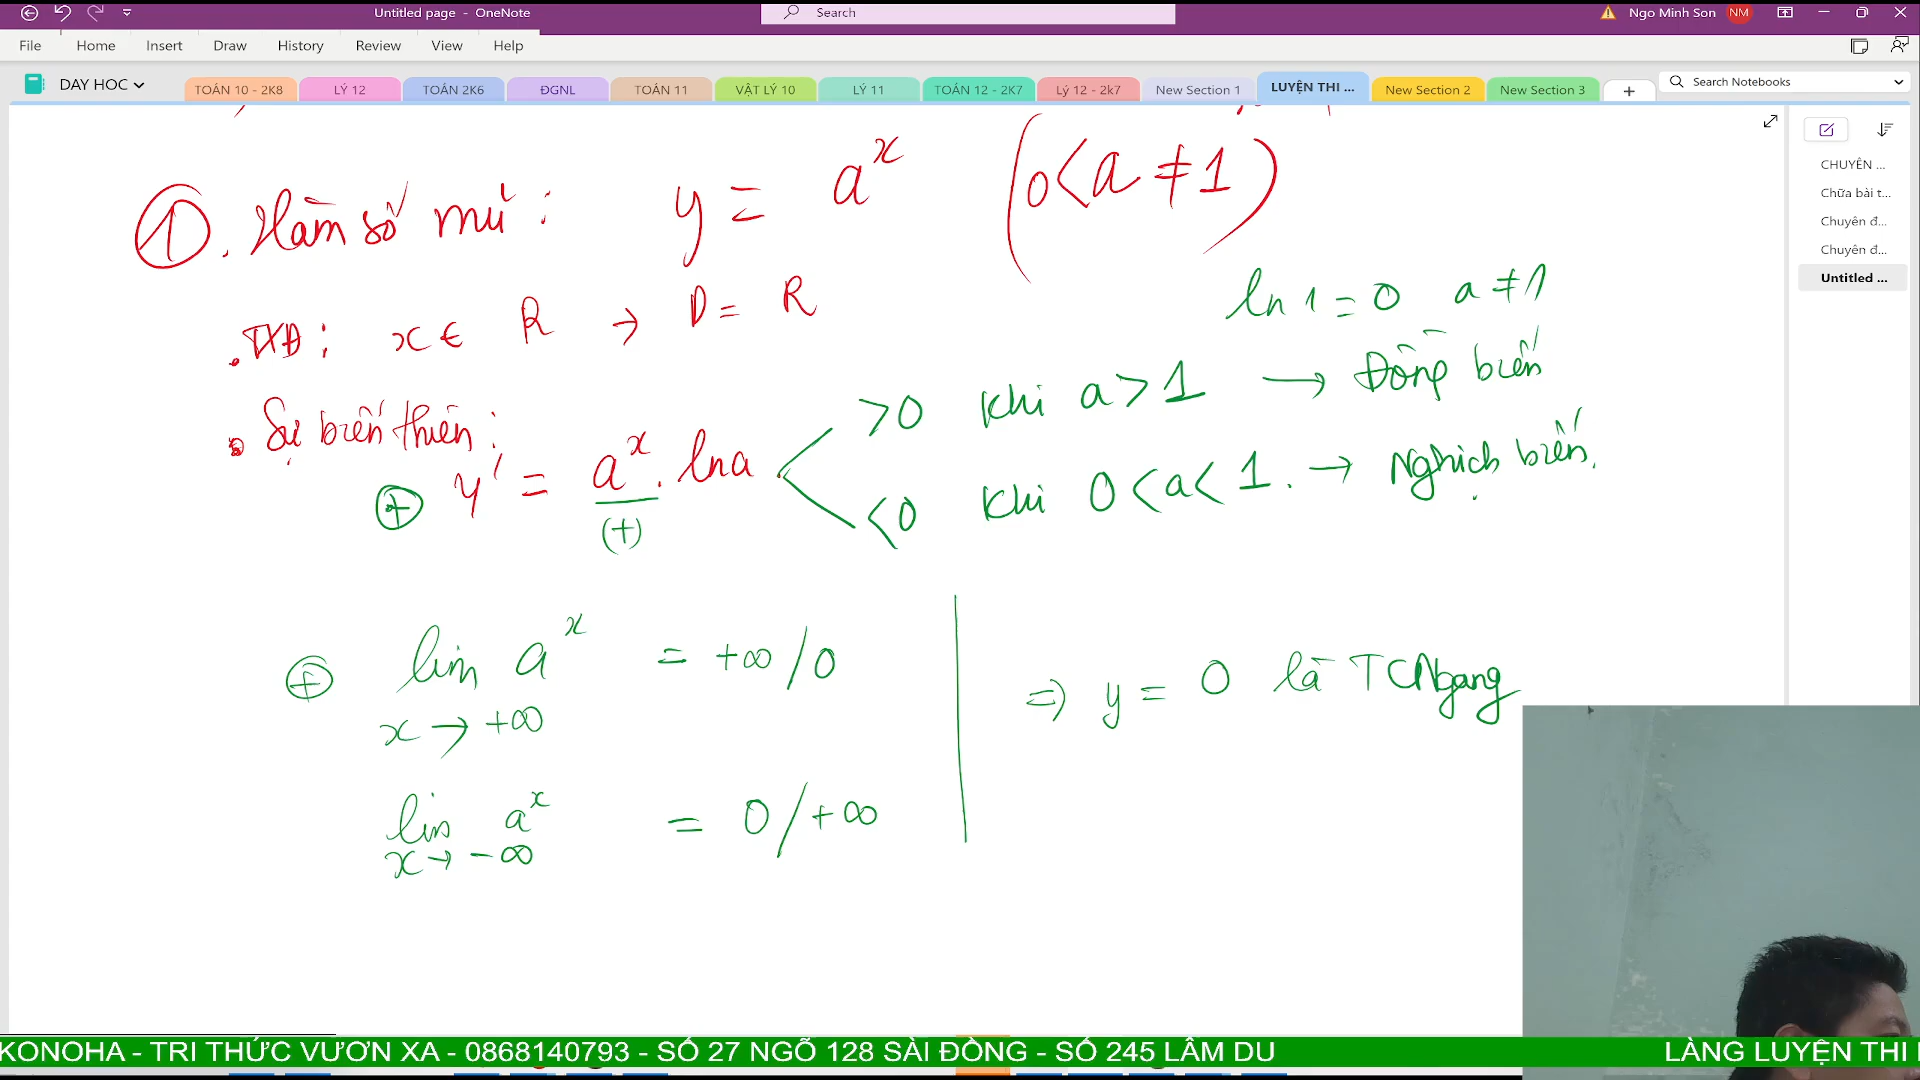 Untitled page - OneNote
Search
Ngo Minh Son
NM
File Home Insert Draw History Review View Help
DAY HOC
TOÁN 10 - 2K8
LÝ 12
TOÁN 2K6
ĐGNL
TOÁN 11
VẬT LÝ 10
LÝ 11
TOÁN 12 - 2K7
Lý 12 - 2k7
New Section 1
LUYỆN THI ...
New Section 2
New Section 3
+
Search Notebooks
CHUYÊN ...
Chữa bài t...
Chuyên đ...
Chuyên đ...
Untitled ...
①. Hàm số mũ: y = a^x (0<a≠1)
. TXĐ: x ∈ R → D = R
ln 1 = 0 a ≠ 1
. Sự biến thiên:
>0 khi a>1 → Đồng biến
⊕ y' = a^x . lna
(+)
<0 khi 0<a<1. → Nghịch biến.
⊕ lim a^x = +∞/0
x → +∞
⇒ y = 0 là TCNgang
lim a^x = 0/+∞
x → -∞
KONOHA - TRI THỨC VƯƠN XA - 0868140793 - SỐ 27 NGÕ 128 SÀI ĐỒNG - SỐ 245 LÂM DU
LÀNG LUYỆN THI